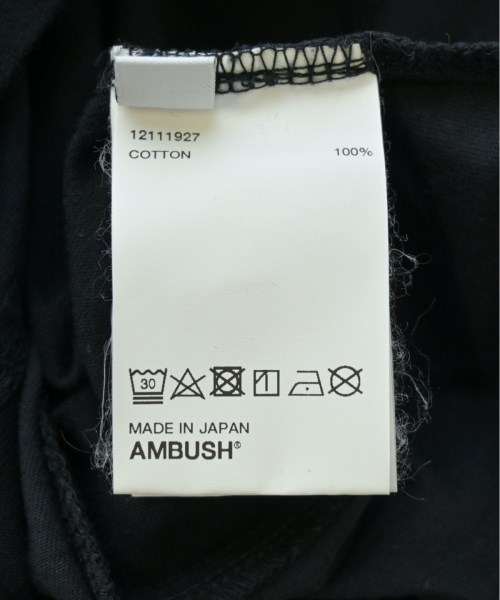 12111927
COTTON 100%
30
MADE IN JAPAN
AMBUSH®